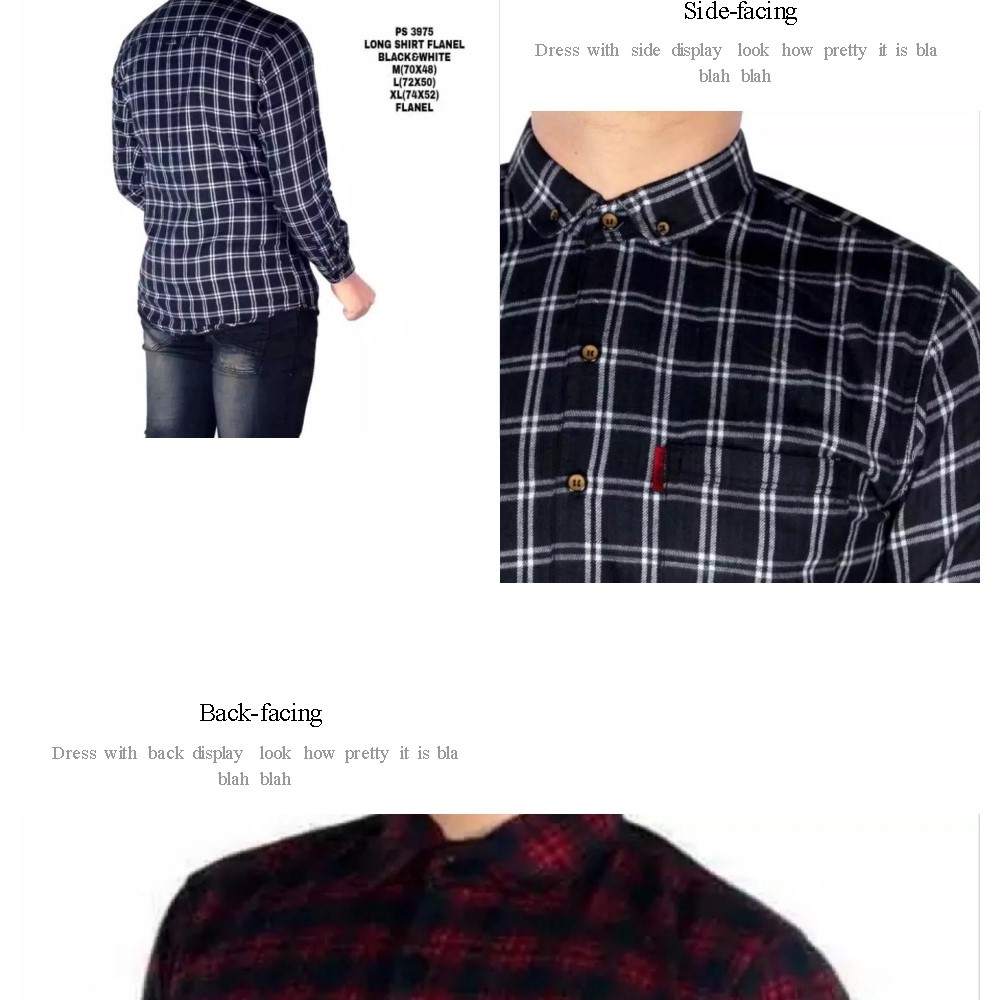 PS 3975
LONG SHIRT FLANEL
BLACK&WHITE
M(70X48)
L(72X50)
XL(74X52)
FLANEL
Side-facing
Dress with side display look how pretty it is bla
blah blah
Back-facing
Dress with back display look how pretty it is bla
blah blah